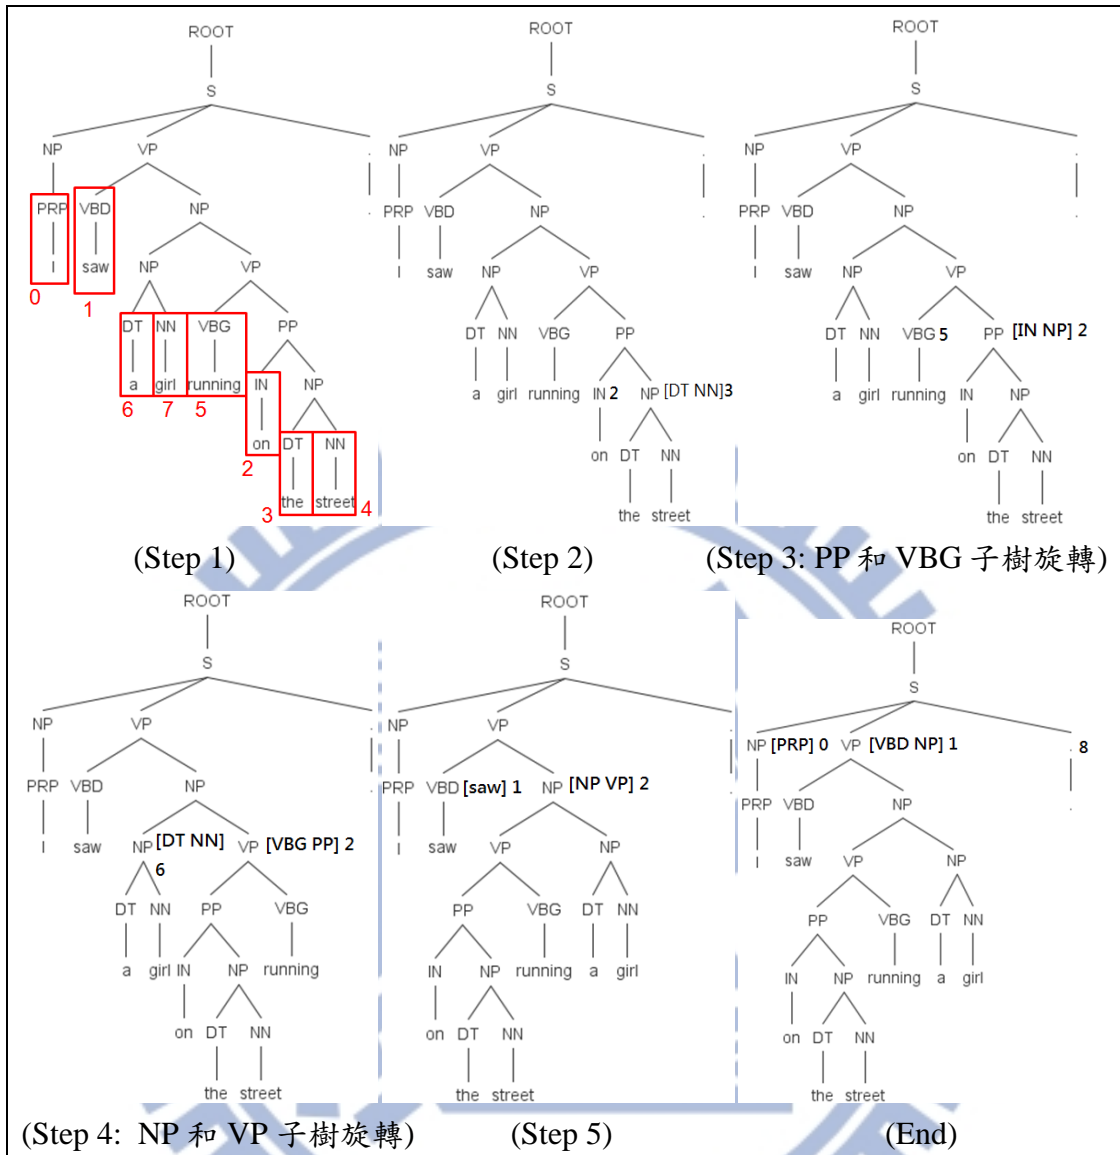 ROOT
S
NP VP .
PRP VBD NP
I saw NP VP
0 1
DT NN VBG PP
a girl running IN NP
6 7 5
on DT NN
2
the street
3 4
(Step 1)
ROOT
S
NP VP .
PRP VBD NP
I saw NP VP
DT NN VBG PP
a girl running IN 2 NP [DT NN]3
on DT NN
the street
(Step 2)
ROOT
S
NP VP .
PRP VBD NP
I saw NP VP
DT NN VBG 5 PP [IN NP] 2
a girl running IN NP
on DT NN
the street
(Step 3: PP 和 VBG 子樹旋轉)
ROOT
S
NP VP .
PRP VBD NP
I saw NP [DT NN] 6 VP [VBG PP] 2
DT NN PP VBG
a girl IN NP running
on DT NN
the street
(Step 4: NP 和 VP 子樹旋轉)
ROOT
S
NP VP .
PRP VBD [saw] 1 NP [NP VP] 2
I saw VP NP
PP VBG DT NN
IN NP running a girl
on DT NN
the street
(Step 5)
ROOT
S
NP [PRP] 0 VP [VBD NP] 1 . 8
PRP VBD NP
I saw VP NP
PP VBG DT NN
IN NP running a girl
on DT NN
the street
(End)